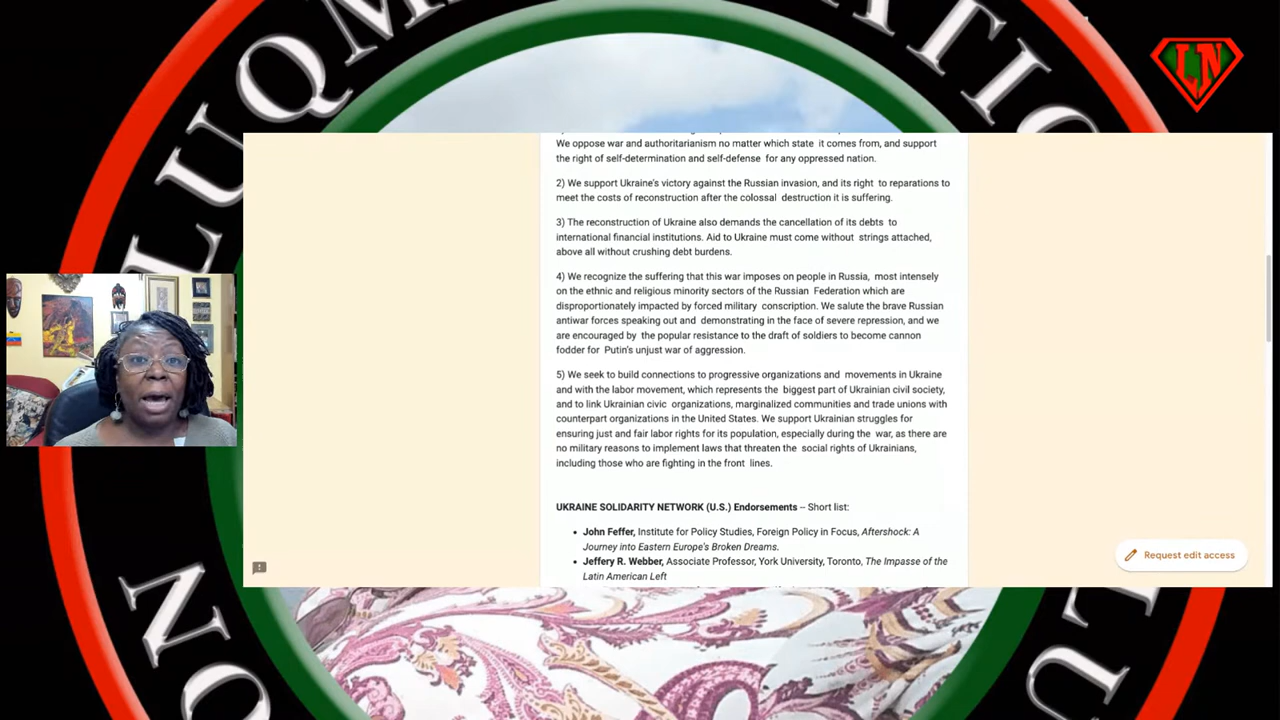 LUQM
ATIO
LN
We oppose war and authoritarianism no matter which state it comes from, and support
the right of self-determination and self-defense for any oppressed nation.
2) We support Ukraine's victory against the Russian invasion, and its right to reparations to
meet the costs of reconstruction after the colossal destruction it is suffering.
3) The reconstruction of Ukraine also demands the cancellation of its debts to
international financial institutions. Aid to Ukraine must come without strings attached,
above all without crushing debt burdens.
4) We recognize the suffering that this war imposes on people in Russia, most intensely
on the ethnic and religious minority sectors of the Russian Federation which are
disproportionately impacted by forced military conscription. We salute the brave Russian
antiwar forces speaking out and demonstrating in the face of severe repression, and we
are encouraged by the popular resistance to the draft of soldiers to become cannon
fodder for Putin's unjust war of aggression.
5) We seek to build connections to progressive organizations and movements in Ukraine
and with the labor movement, which represents the biggest part of Ukrainian civil society,
and to link Ukrainian civic organizations, marginalized communities and trade unions with
counterpart organizations in the United States. We support Ukrainian struggles for
ensuring just and fair labor rights for its population, especially during the war, as there are
no military reasons to implement laws that threaten the social rights of Ukrainians,
including those who are fighting in the front lines.
UKRAINE SOLIDARITY NETWORK (U.S.) Endorsements -- Short list:
• John Feffer, Institute for Policy Studies, Foreign Policy in Focus, Aftershock: A
Journey into Eastern Europe's Broken Dreams.
• Jeffery R. Webber, Associate Professor, York University, Toronto, The Impasse of the
Latin American Left
Request edit access
NO
LU